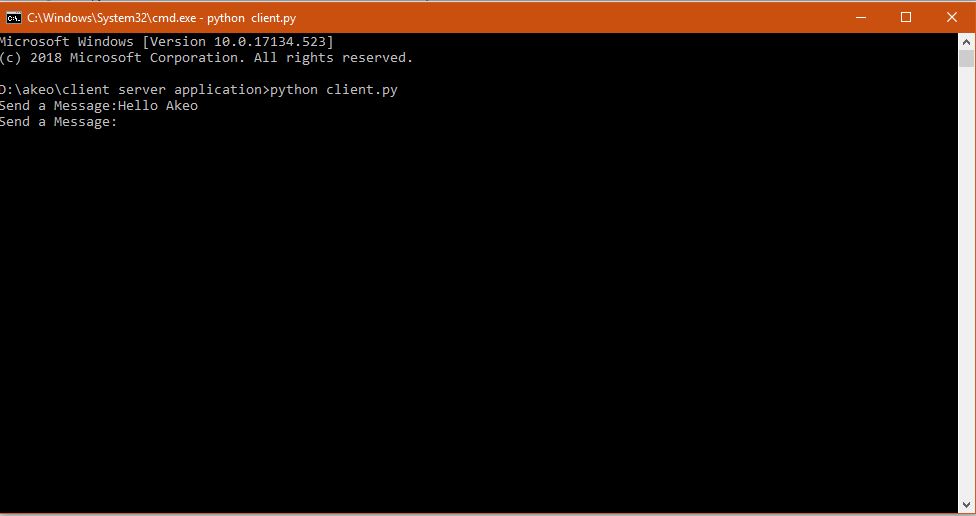 C:\Windows\System32\cmd.exe - python  client.py
Microsoft Windows [Version 10.0.17134.523]
(c) 2018 Microsoft Corporation. All rights reserved.
D:\akeo\client server application>python client.py
Send a Message:Hello Akeo
Send a Message: